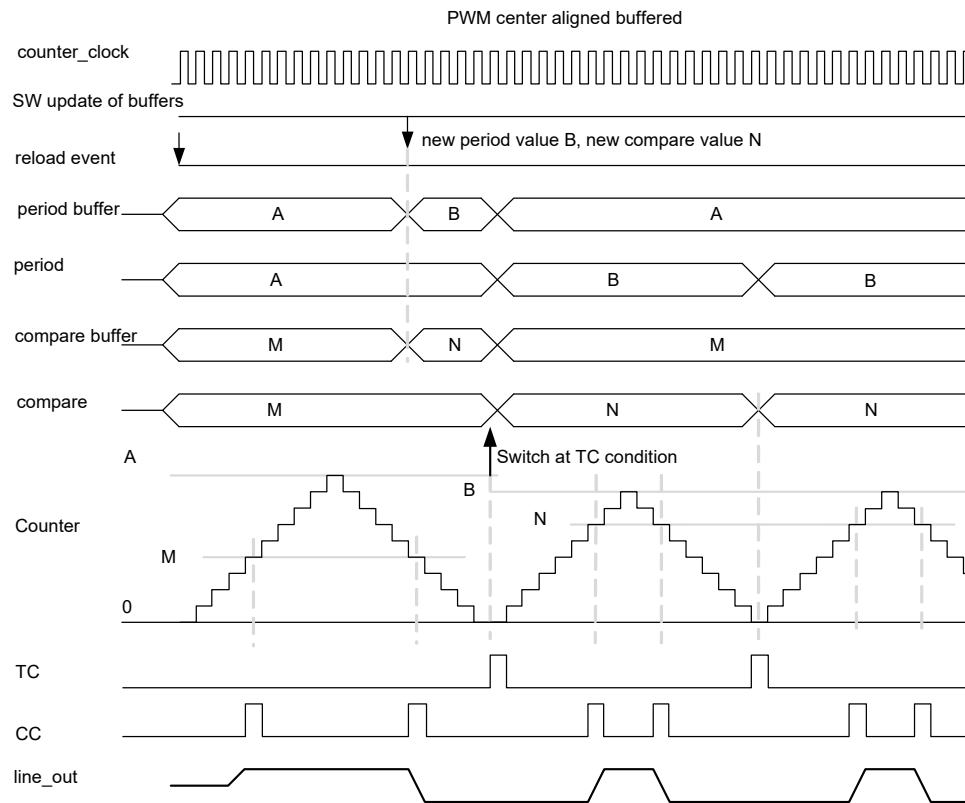 PWM center aligned buffered
counter_clock
SW update of buffers
new period value B, new compare value N
reload event
period buffer A B A
period A B B
compare buffer M N M
compare M N N
A
Switch at TC condition
B
Counter
N
M
0
TC
CC
line_out